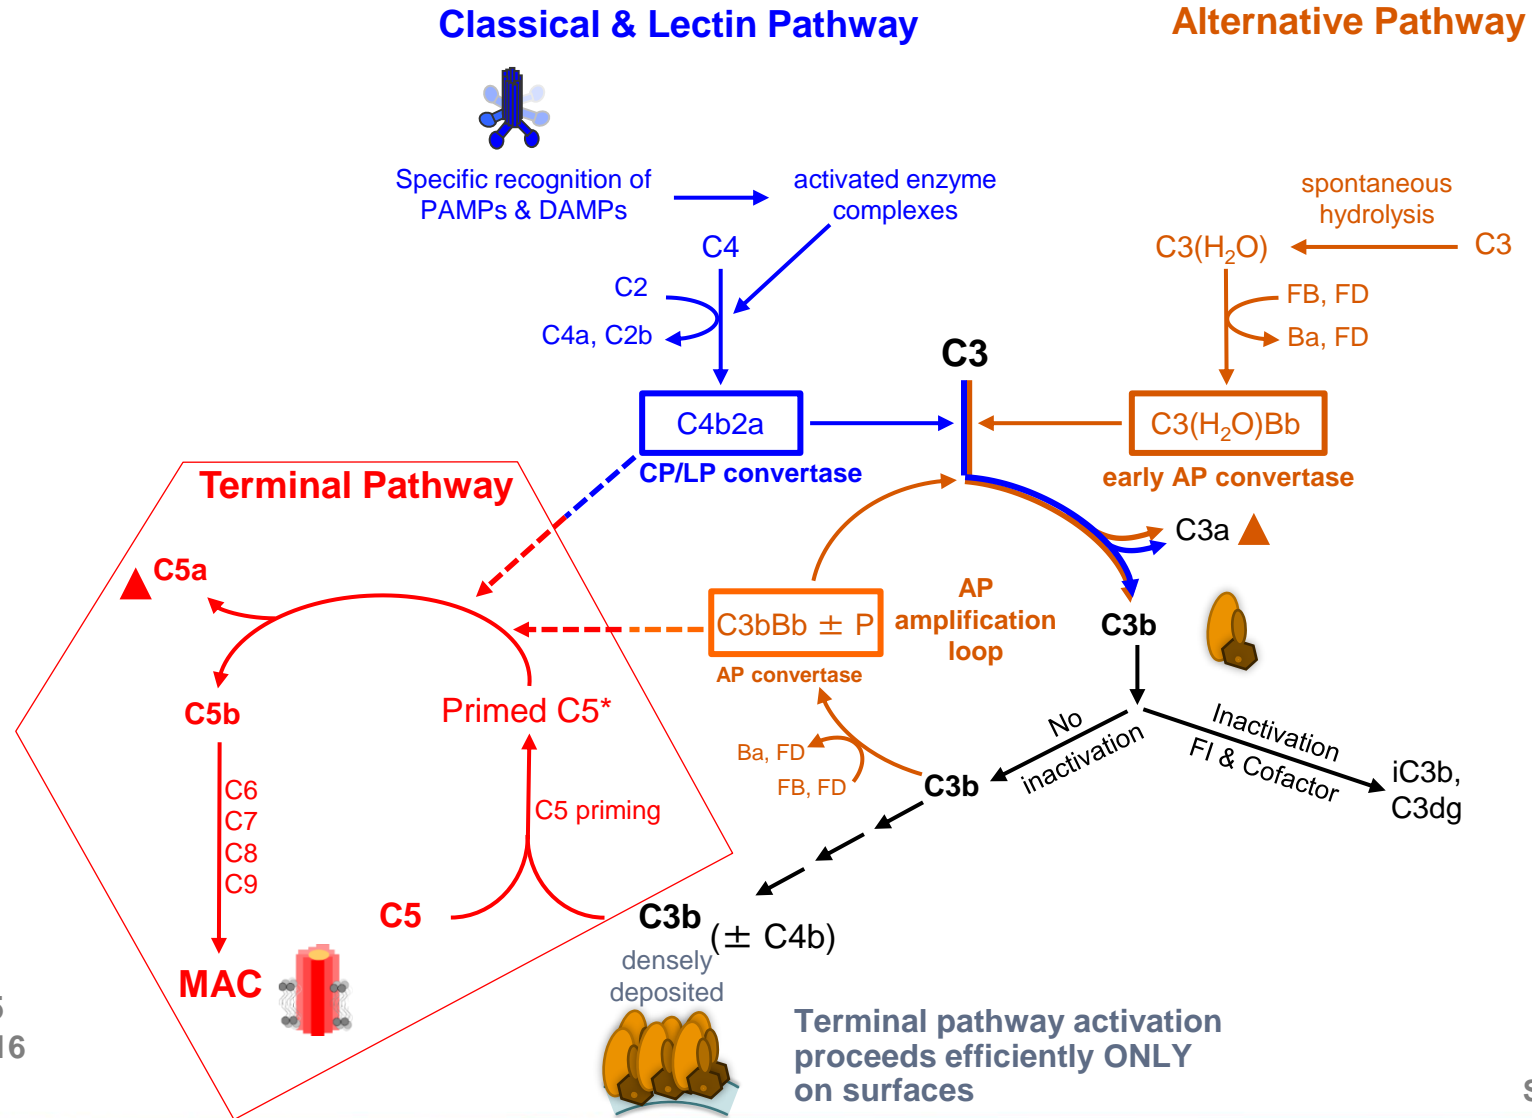 Classical & Lectin Pathway
Alternative Pathway
Specific recognition of
PAMPs & DAMPs
activated enzyme
complexes
spontaneous
hydrolysis
C4
C3(H₂O)
C3
C2
C4a, C2b
FB, FD
Ba, FD
C3
C4b2a
CP/LP convertase
C3(H₂O)Bb
early AP convertase
Terminal Pathway
C3a
C5a
C3bBb ± P
AP convertase
AP
amplification
loop
C3b
C5b
Primed C5*
No
inactivation
Inactivation
FI & Cofactor
iC3b,
C3dg
Ba, FD
FB, FD
C3b
C6
C7
C8
C9
C5 priming
C5
C3b
(± C4b)
densely
deposited
MAC
Terminal pathway activation
proceeds efficiently ONLY
on surfaces